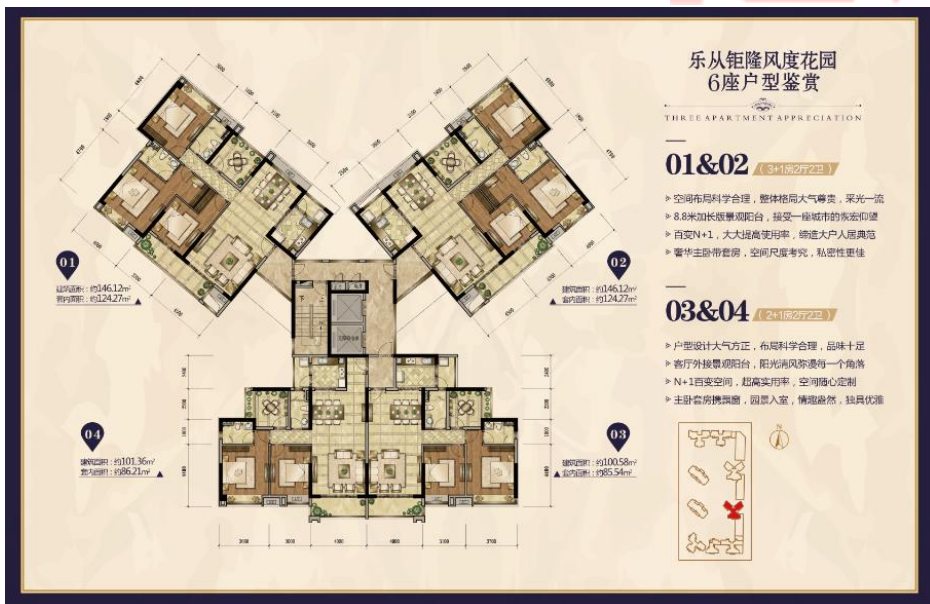 乐从钜隆风度花园
6座户型鉴赏
THREE APARTMENT APPRECIATION
01&02 (3+1房2厅2卫)
空间布局科学合理，整体格局大气尊贵，采光一流
8.8米加长版景观阳台，接受一座城市的恢宏仰望
百变N+1，大大提高使用率，缔造大户人居典范
奢华主卧带套房，空间尺度考究，私密性更佳
03&04 (2+1房2厅2卫)
户型设计大气方正，布局科学合理，品味十足
客厅外接景观阳台，阳光清风弥漫每一个角落
N+1百变空间，超高实用率，空间随心定制
主卧套房携飘窗，园景入室，情趣盎然，独具优雅
N
01
建筑面积：约146.12m²
套内面积：约124.27m²
02
建筑面积：约146.12m²
套内面积：约124.27m²
04
建筑面积：约101.36m²
套内面积：约86.21m²
03
建筑面积：约100.58m²
套内面积：约85.54m²
下
上